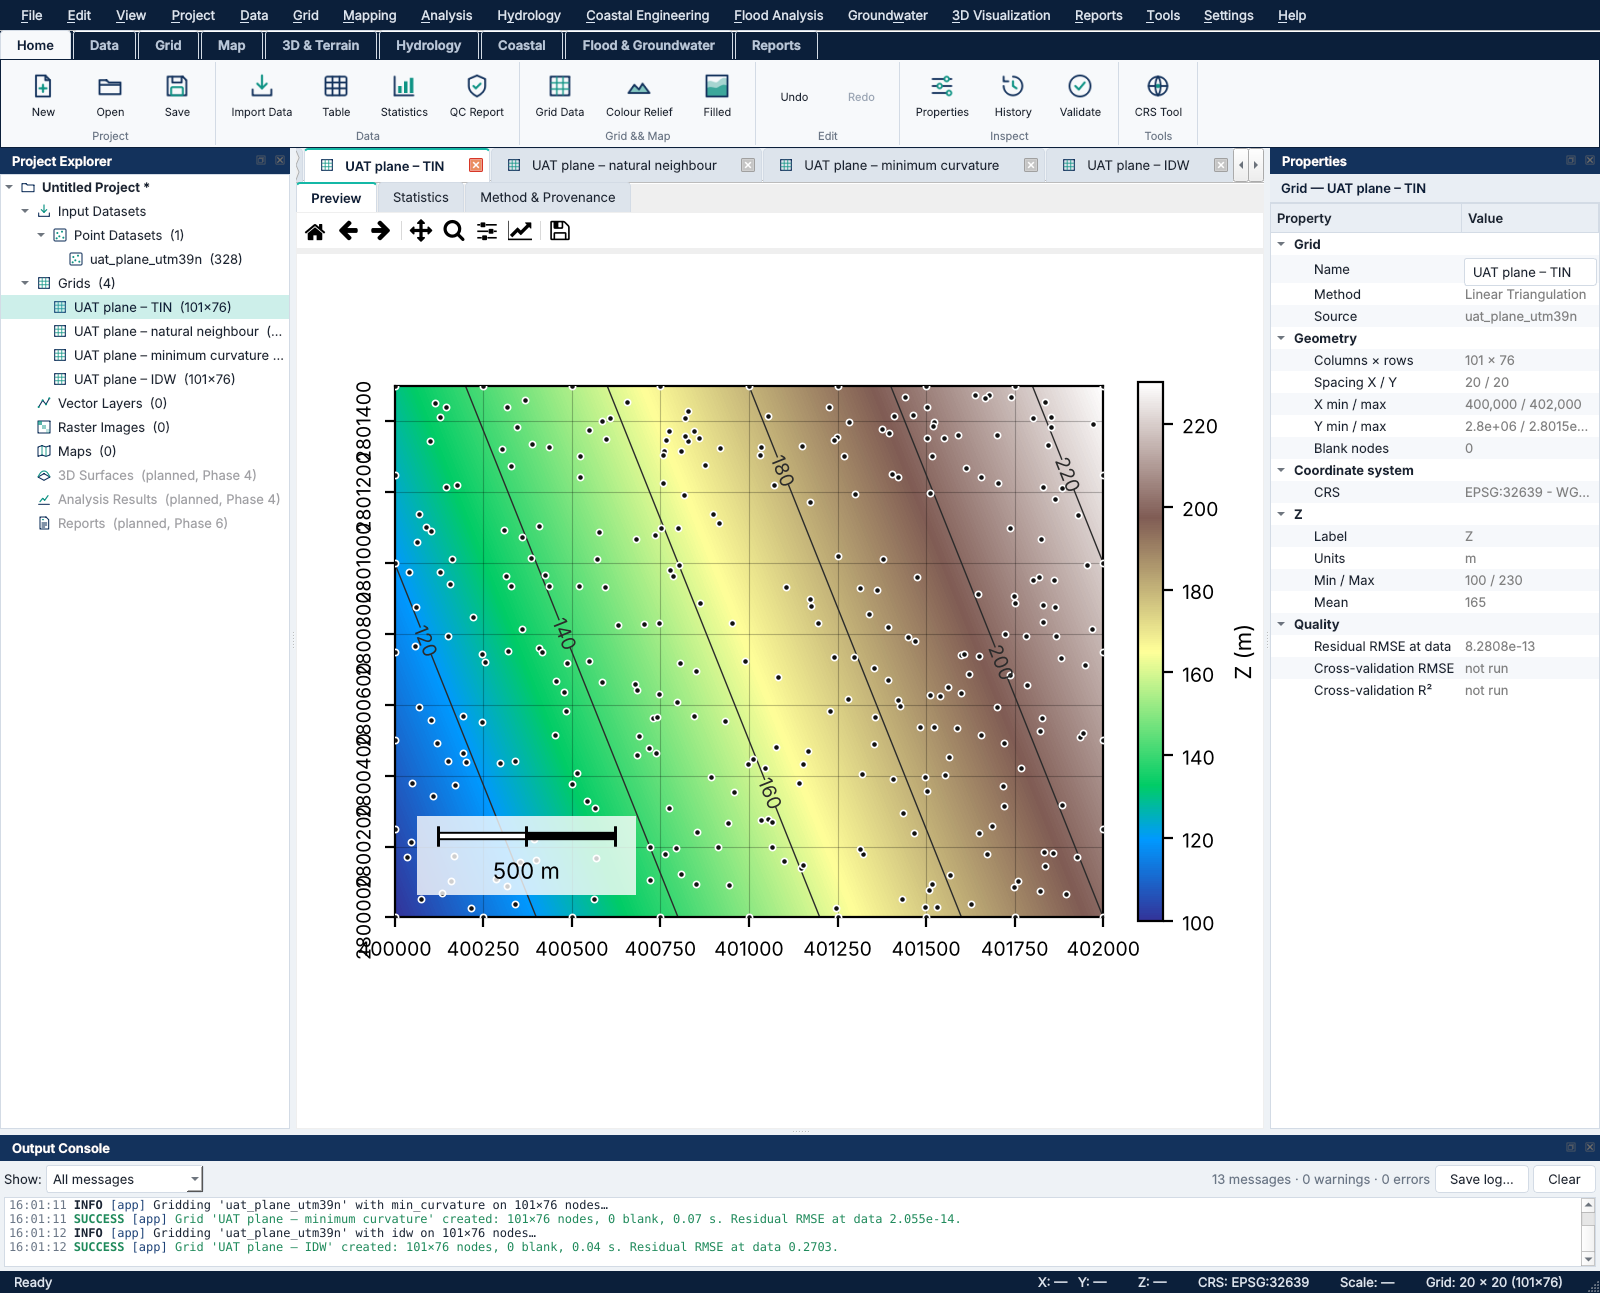 File Edit View Project Data Grid Mapping Analysis Hydrology Coastal Engineering Flood Analysis Groundwater 3D Visualization Reports Tools Settings Help
Home Data Grid Map 3D & Terrain Hydrology Coastal Flood & Groundwater Reports
New Open Save Import Data Table Statistics QC Report Grid Data Colour Relief Filled Undo Redo Properties History Validate CRS Tool
Project Data Grid && Map Edit Inspect Tools
Project Explorer
Untitled Project *
Input Datasets
Point Datasets (1)
uat_plane_utm39n (328)
Grids (4)
UAT plane – TIN (101×76)
UAT plane – natural neighbour (...
UAT plane – minimum curvature ...
UAT plane – IDW (101×76)
Vector Layers (0)
Raster Images (0)
Maps (0)
3D Surfaces (planned, Phase 4)
Analysis Results (planned, Phase 4)
Reports (planned, Phase 6)
UAT plane – TIN UAT plane – natural neighbour UAT plane – minimum curvature UAT plane – IDW
Preview Statistics Method & Provenance
2801400
2801200
2801000
2800800
2800600
2800400
2800200
2800000
400000 400250 400500 400750 401000 401250 401500 401750 402000
120
140
160
180
200
220
500 m
220
200
180
160
140
120
100
Z (m)
Properties
Grid — UAT plane – TIN
Property Value
Grid
Name UAT plane – TIN
Method Linear Triangulation
Source uat_plane_utm39n
Geometry
Columns × rows 101 × 76
Spacing X / Y 20 / 20
X min / max 400,000 / 402,000
Y min / max 2.8e+06 / 2.8015e...
Blank nodes 0
Coordinate system
CRS EPSG:32639 - WG...
Z
Label Z
Units m
Min / Max 100 / 230
Mean 165
Quality
Residual RMSE at data 8.2808e-13
Cross-validation RMSE not run
Cross-validation R² not run
Output Console
Show: All messages 13 messages · 0 warnings · 0 errors Save log... Clear
16:01:11 INFO [app] Gridding 'uat_plane_utm39n' with min_curvature on 101×76 nodes…
16:01:11 SUCCESS [app] Grid 'UAT plane – minimum curvature' created: 101×76 nodes, 0 blank, 0.07 s. Residual RMSE at data 2.055e-14.
16:01:12 INFO [app] Gridding 'uat_plane_utm39n' with idw on 101×76 nodes…
16:01:12 SUCCESS [app] Grid 'UAT plane – IDW' created: 101×76 nodes, 0 blank, 0.04 s. Residual RMSE at data 0.2703.
Ready X: — Y: — Z: — CRS: EPSG:32639 Scale: — Grid: 20 × 20 (101×76)